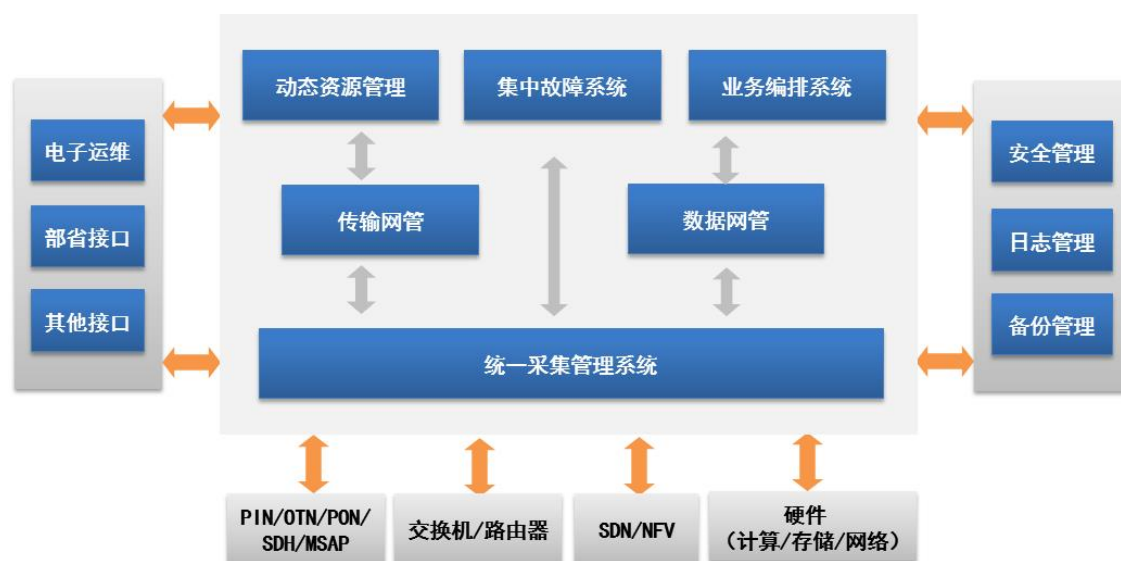 动态资源管理
集中故障系统
业务编排系统
电子运维
部省接口
其他接口
传输网管
数据网管
安全管理
日志管理
备份管理
统一采集管理系统
PIN/OTN/PON/
SDH/MSAP
交换机/路由器
SDN/NFV
硬件
（计算/存储/网络）